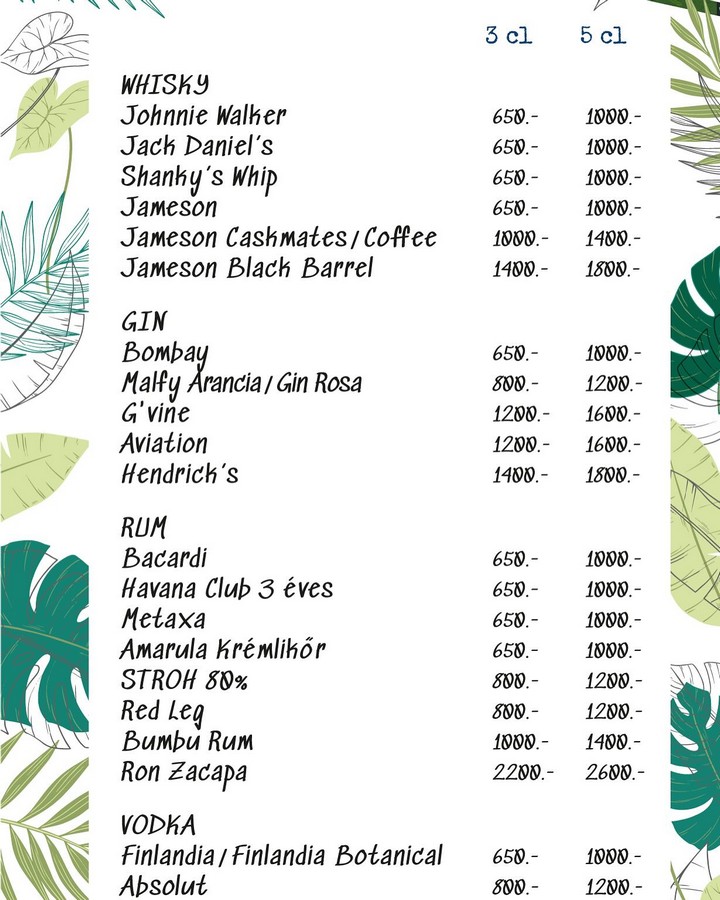 3 cl 5 cl
WHISKY
Johnnie Walker 650.- 1000.-
Jack Daniel's 650.- 1000.-
Shanky's Whip 650.- 1000.-
Jameson 650.- 1000.-
Jameson Caskmates / Coffee 1000.- 1400.-
Jameson Black Barrel 1400.- 1800.-
GIN
Bombay 650.- 1000.-
Malfy Arancia / Gin Rosa 800.- 1200.-
G'vine 1200.- 1600.-
Aviation 1200.- 1600.-
Hendrick's 1400.- 1800.-
RUM
Bacardi 650.- 1000.-
Havana Club 3 éves 650.- 1000.-
Metaxa 650.- 1000.-
Amarula Krémlikőr 650.- 1000.-
STROH 80% 800.- 1200.-
Red Leg 800.- 1200.-
Bumbu Rum 1000.- 1400.-
Ron Zacapa 2200.- 2600.-
VODKA
Finlandia / Finlandia Botanical 650.- 1000.-
Absolut 800.- 1200.-